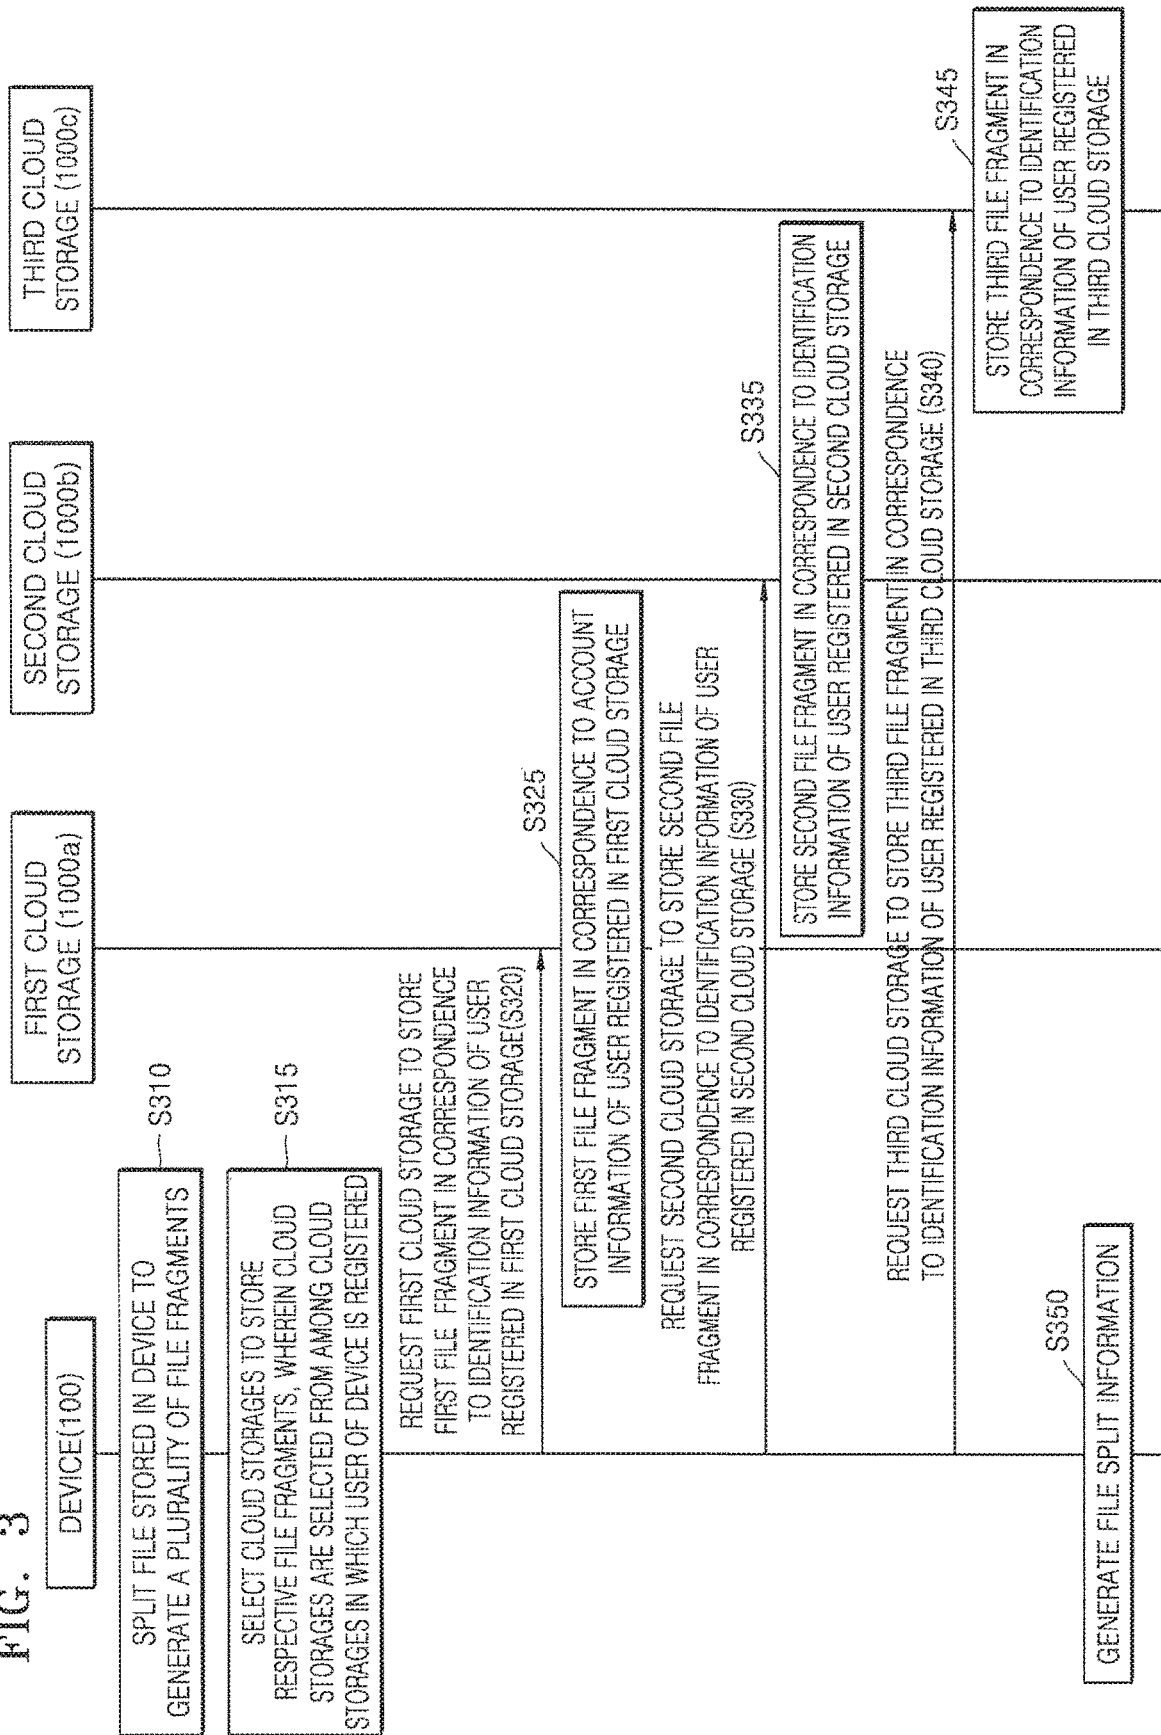 FIG. 3
DEVICE(100)
FIRST CLOUD
STORAGE (1000a)
SECOND CLOUD
STORAGE (1000b)
THIRD CLOUD
STORAGE (1000c)
SPLIT FILE STORED IN DEVICE TO
GENERATE A PLURALITY OF FILE FRAGMENTS
S310
SELECT CLOUD STORAGES TO STORE
RESPECTIVE FILE FRAGMENTS, WHEREIN CLOUD
STORAGES ARE SELECTED FROM AMONG CLOUD
STORAGES IN WHICH USER OF DEVICE IS REGISTERED
S315
REQUEST FIRST CLOUD STORAGE TO STORE
FIRST FILE FRAGMENT IN CORRESPONDENCE
TO IDENTIFICATION INFORMATION OF USER
REGISTERED IN FIRST CLOUD STORAGE(S320)
S325
STORE FIRST FILE FRAGMENT IN CORRESPONDENCE TO ACCOUNT
INFORMATION OF USER REGISTERED IN FIRST CLOUD STORAGE
REQUEST SECOND CLOUD STORAGE TO STORE SECOND FILE
FRAGMENT IN CORRESPONDENCE TO IDENTIFICATION INFORMATION OF USER
REGISTERED IN SECOND CLOUD STORAGE (S330)
S335
STORE SECOND FILE FRAGMENT IN CORRESPONDENCE TO IDENTIFICATION
INFORMATION OF USER REGISTERED IN SECOND CLOUD STORAGE
REQUEST THIRD CLOUD STORAGE TO STORE THIRD FILE FRAGMENT IN CORRESPONDENCE
TO IDENTIFICATION INFORMATION OF USER REGISTERED IN THIRD CLOUD STORAGE (S340)
S345
STORE THIRD FILE FRAGMENT IN
CORRESPONDENCE TO IDENTIFICATION
INFORMATION OF USER REGISTERED
IN THIRD CLOUD STORAGE
S350
GENERATE FILE SPLIT INFORMATION